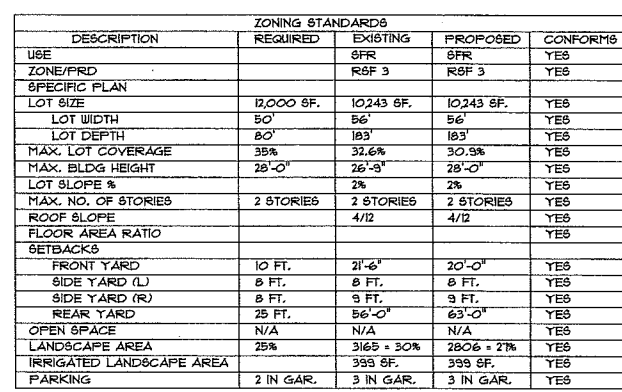 ZONING STANDARDS
DESCRIPTION REQUIRED EXISTING PROPOSED CONFORMS
USE SFR SFR YES
ZONE/PRD RSF 3 RSF 3 YES
SPECIFIC PLAN
LOT SIZE 12,000 SF. 10,243 SF. 10,243 SF. YES
LOT WIDTH 50' 56' 56' YES
LOT DEPTH 80' 183' 183' YES
MAX. LOT COVERAGE 35% 32.6% 30.9% YES
MAX. BLDG HEIGHT 28'-0" 26'-9" 28'-0" YES
LOT SLOPE % 2% 2% YES
MAX. NO. OF STORIES 2 STORIES 2 STORIES 2 STORIES YES
ROOF SLOPE 4/12 4/12 YES
FLOOR AREA RATIO YES
SETBACKS
FRONT YARD 10 FT. 21'-6" 20'-0" YES
SIDE YARD (L) 8 FT. 8 FT. 8 FT. YES
SIDE YARD (R) 8 FT. 9 FT. 9 FT. YES
REAR YARD 25 FT. 56'-0" 63'-0" YES
OPEN SPACE N/A N/A N/A YES
LANDSCAPE AREA 25% 3165 = 30% 2806 = 27% YES
IRRIGATED LANDSCAPE AREA 399 SF. 399 SF. YES
PARKING 2 IN GAR. 3 IN GAR. 3 IN GAR. YES